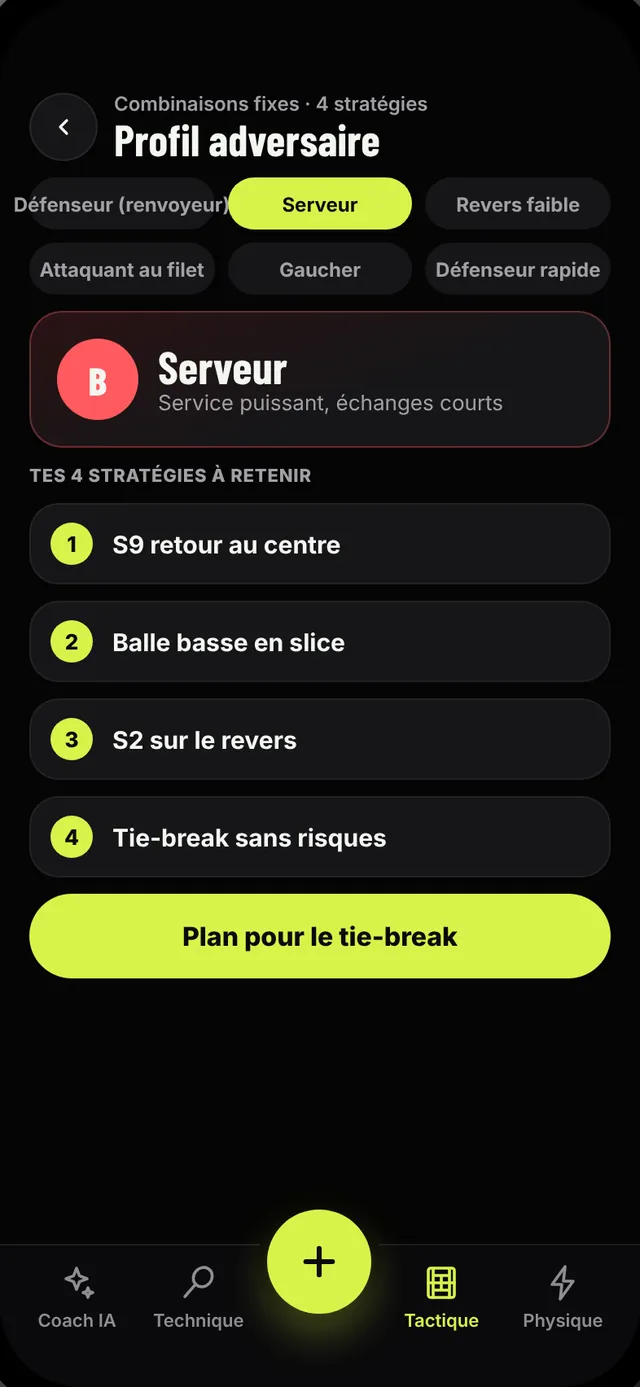 Combinaisons fixes · 4 stratégies
Profil adversaire
Défenseur (renvoyeur)
Serveur
Revers faible
Attaquant au filet
Gaucher
Défenseur rapide
B
Serveur
Service puissant, échanges courts
TES 4 STRATÉGIES À RETENIR
1 S9 retour au centre
2 Balle basse en slice
3 S2 sur le revers
4 Tie-break sans risques
Plan pour le tie-break
Coach IA
Technique
Tactique
Physique